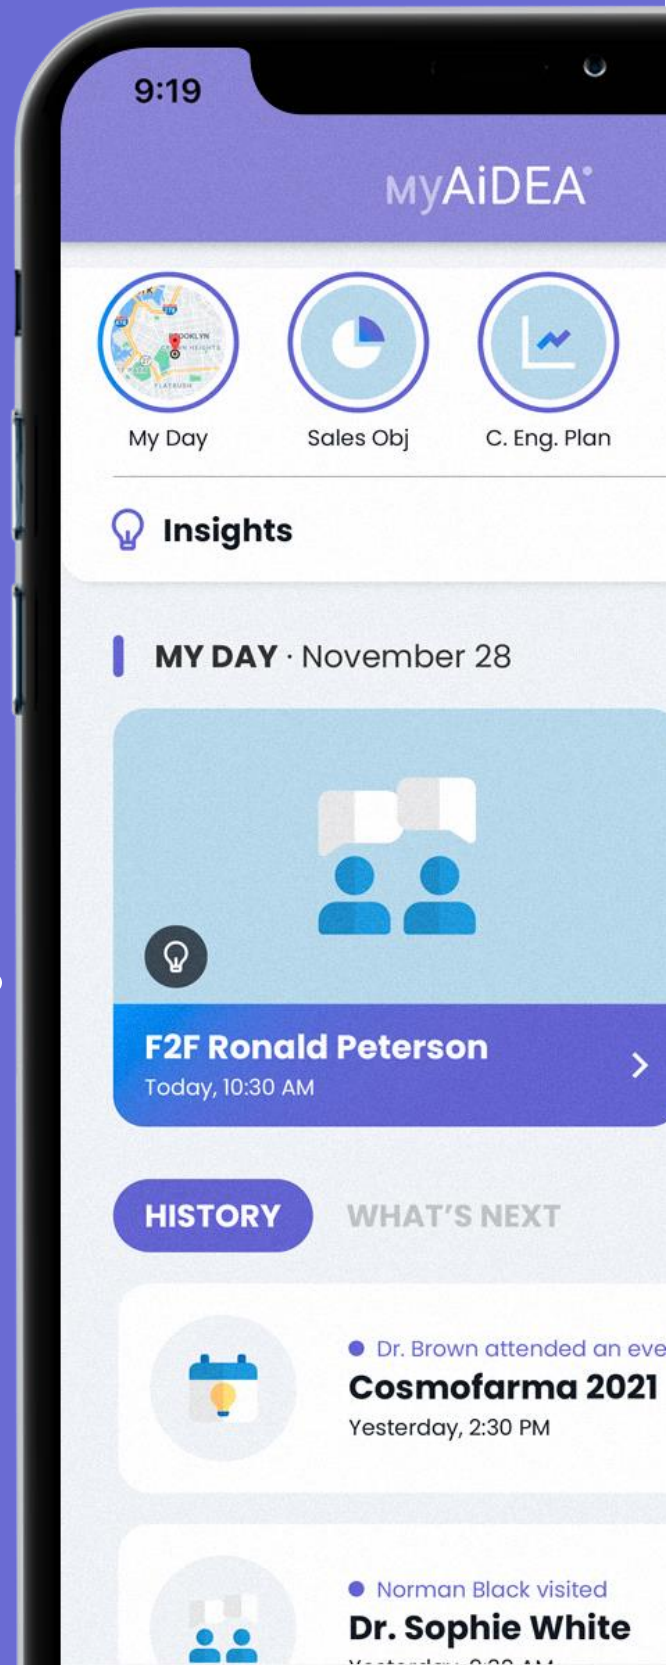 9:19
MyAiDEA
My Day
Sales Obj
C. Eng. Plan
Insights
MY DAY · November 28
F2F Ronald Peterson
Today, 10:30 AM
HISTORY
WHAT'S NEXT
Dr. Brown attended an eve
Cosmofarma 2021
Yesterday, 2:30 PM
Norman Black visited
Dr. Sophie White